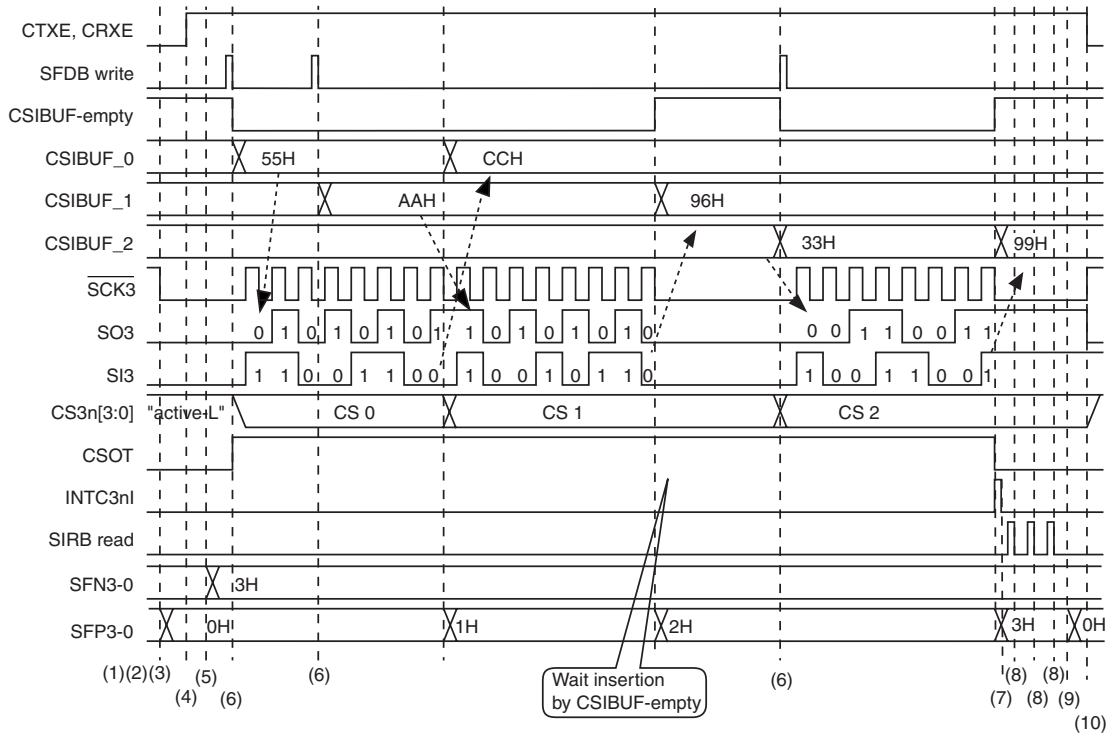 CTXE, CRXE
SFDB write
CSIBUF-empty
CSIBUF_0 55H CCH
CSIBUF_1 AAH 96H
CSIBUF_2 33H 99H
SCK3
SO3 0 1 0 1 0 1 0 1 1 0 1 0 1 0 1 0 0 0 1 1 0 0 1 1
SI3 1 1 0 0 1 1 0 0 1 0 0 1 0 1 1 0 1 0 0 1 1 0 0 1
CS3n[3:0] "active-L" CS 0 CS 1 CS 2
CSOT
INTC3nI
SIRB read
SFN3-0 3H
SFP3-0 0H 1H 2H 3H 0H
(1)(2)(3) (4) (5) (6) (6) (6) (7) (8) (8) (8) (9) (10)
Wait insertion
by CSIBUF-empty